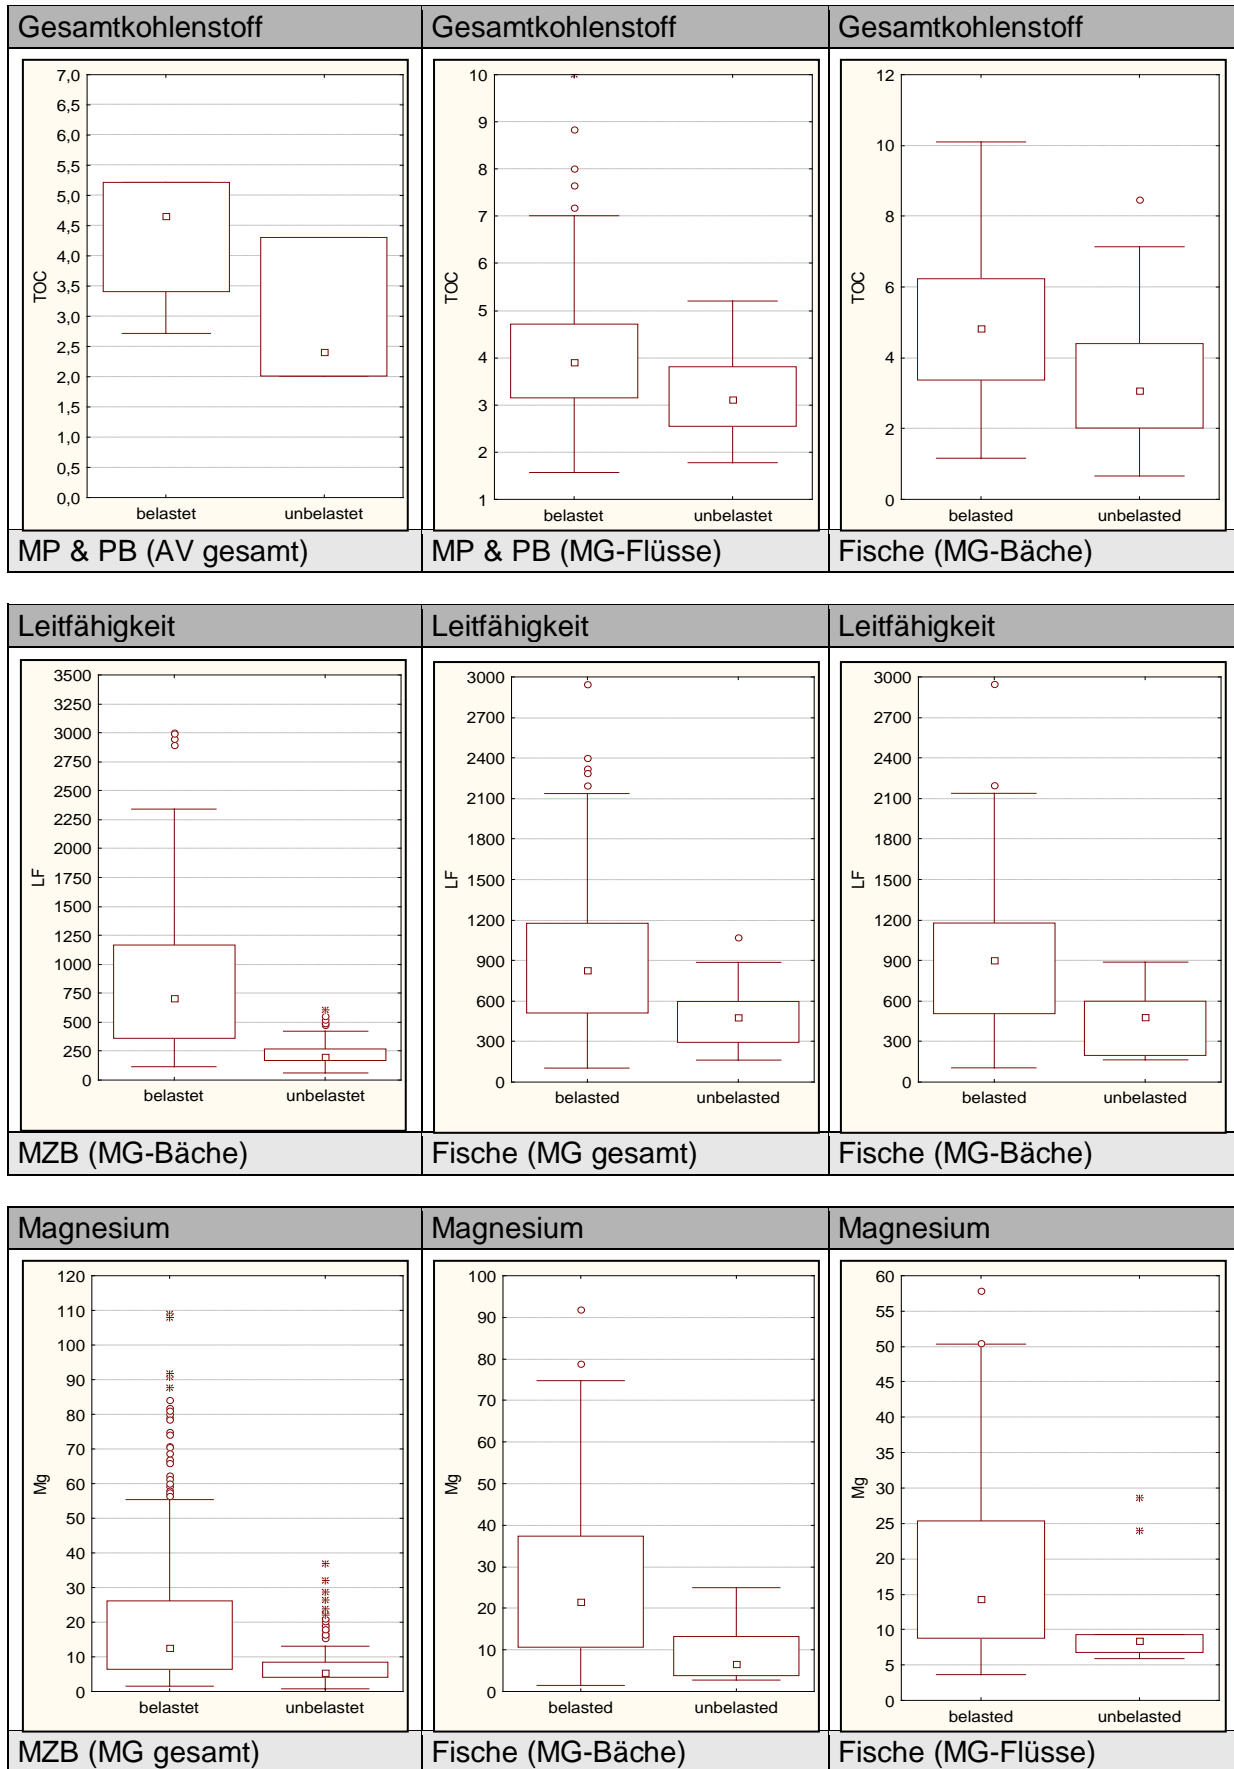 Gesamtkohlenstoff
Gesamtkohlenstoff
Gesamtkohlenstoff
7,0
6,5
6,0
5,5
5,0
4,5
4,0
3,5
3,0
2,5
2,0
1,5
1,0
0,5
0,0
TOC
belastet unbelastet
10
9
8
7
6
5
4
3
2
1
TOC
belastet unbelastet
12
10
8
6
4
2
0
TOC
belasted unbelasted
MP & PB (AV gesamt)
MP & PB (MG-Flüsse)
Fische (MG-Bäche)
Leitfähigkeit
Leitfähigkeit
Leitfähigkeit
3500
3250
3000
2750
2500
2250
2000
1750
1500
1250
1000
750
500
250
0
LF
belastet unbelastet
3000
2700
2400
2100
1800
1500
1200
900
600
300
0
LF
belasted unbelasted
3000
2700
2400
2100
1800
1500
1200
900
600
300
0
LF
belasted unbelasted
MZB (MG-Bäche)
Fische (MG gesamt)
Fische (MG-Bäche)
Magnesium
Magnesium
Magnesium
120
110
100
90
80
70
60
50
40
30
20
10
0
Mg
belastet unbelastet
100
90
80
70
60
50
40
30
20
10
0
Mg
belasted unbelasted
60
55
50
45
40
35
30
25
20
15
10
5
0
Mg
belasted unbelasted
MZB (MG gesamt)
Fische (MG-Bäche)
Fische (MG-Flüsse)